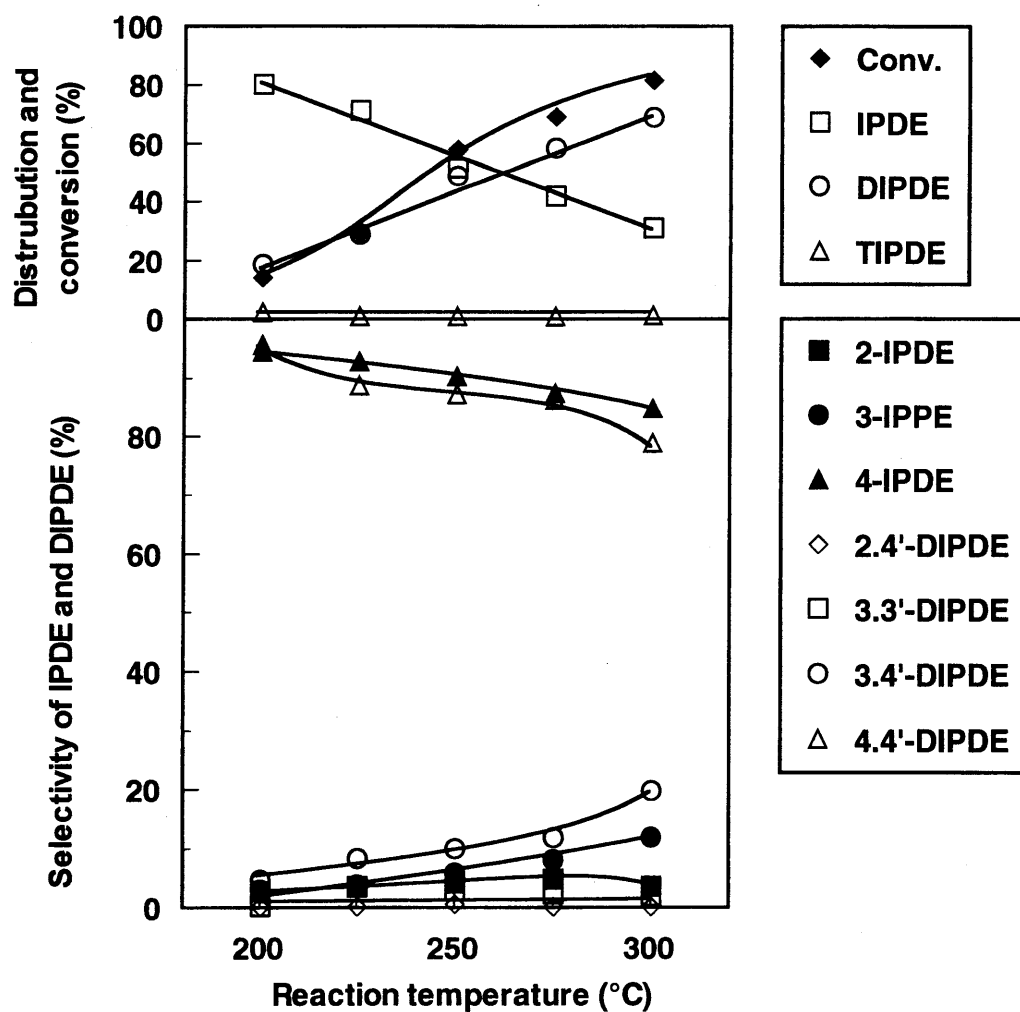 Distrubution and
conversion (%)
100
80
60
40
20
0
Conv.
IPDE
DIPDE
TIPDE
Selectivity of IPDE and DIPDE (%)
80
60
40
20
0
2-IPDE
3-IPPE
4-IPDE
2.4'-DIPDE
3.3'-DIPDE
3.4'-DIPDE
4.4'-DIPDE
200
250
300
Reaction temperature (°C)